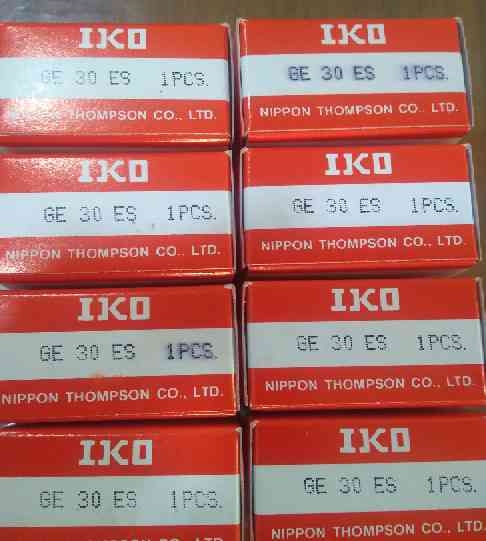 IKO
GE 30 ES 1PCS.
THOMPSON CO., LTD.
IKO
GE 30 ES 1PCS.
NIPPON THOMPSON CO., LTD.
IKO
GE 30 ES 1PCS.
NIPPON THOMPSON CO., LTD.
IKO
GE 30 ES 1PCS.
NIPPON THOMPSON CO., LTD.
IKO
GE 30 ES 1PCS.
NIPPON THOMPSON CO., LTD.
IKO
GE 30 ES 1PCS.
NIPPON THOMPSON CO., LTD.
IKO
GE 30 ES 1PCS.
IKO
GE 30 ES 1PCS.
NIPPON THOMPSON CO., LTD.